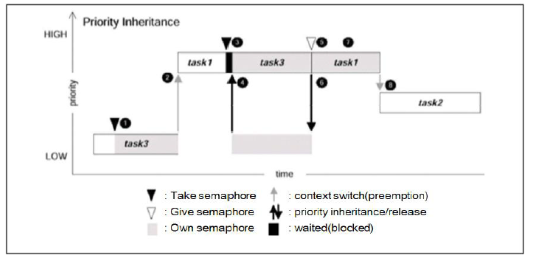 Priority Inheritance
HIGH
3
5
7
task1
task3
task1
2
4
6
8
priority
task2
1
task3
LOW
time
: Take semaphore
: context switch(preemption)
: Give semaphore
: priority inheritance/release
: Own semaphore
: waited(blocked)